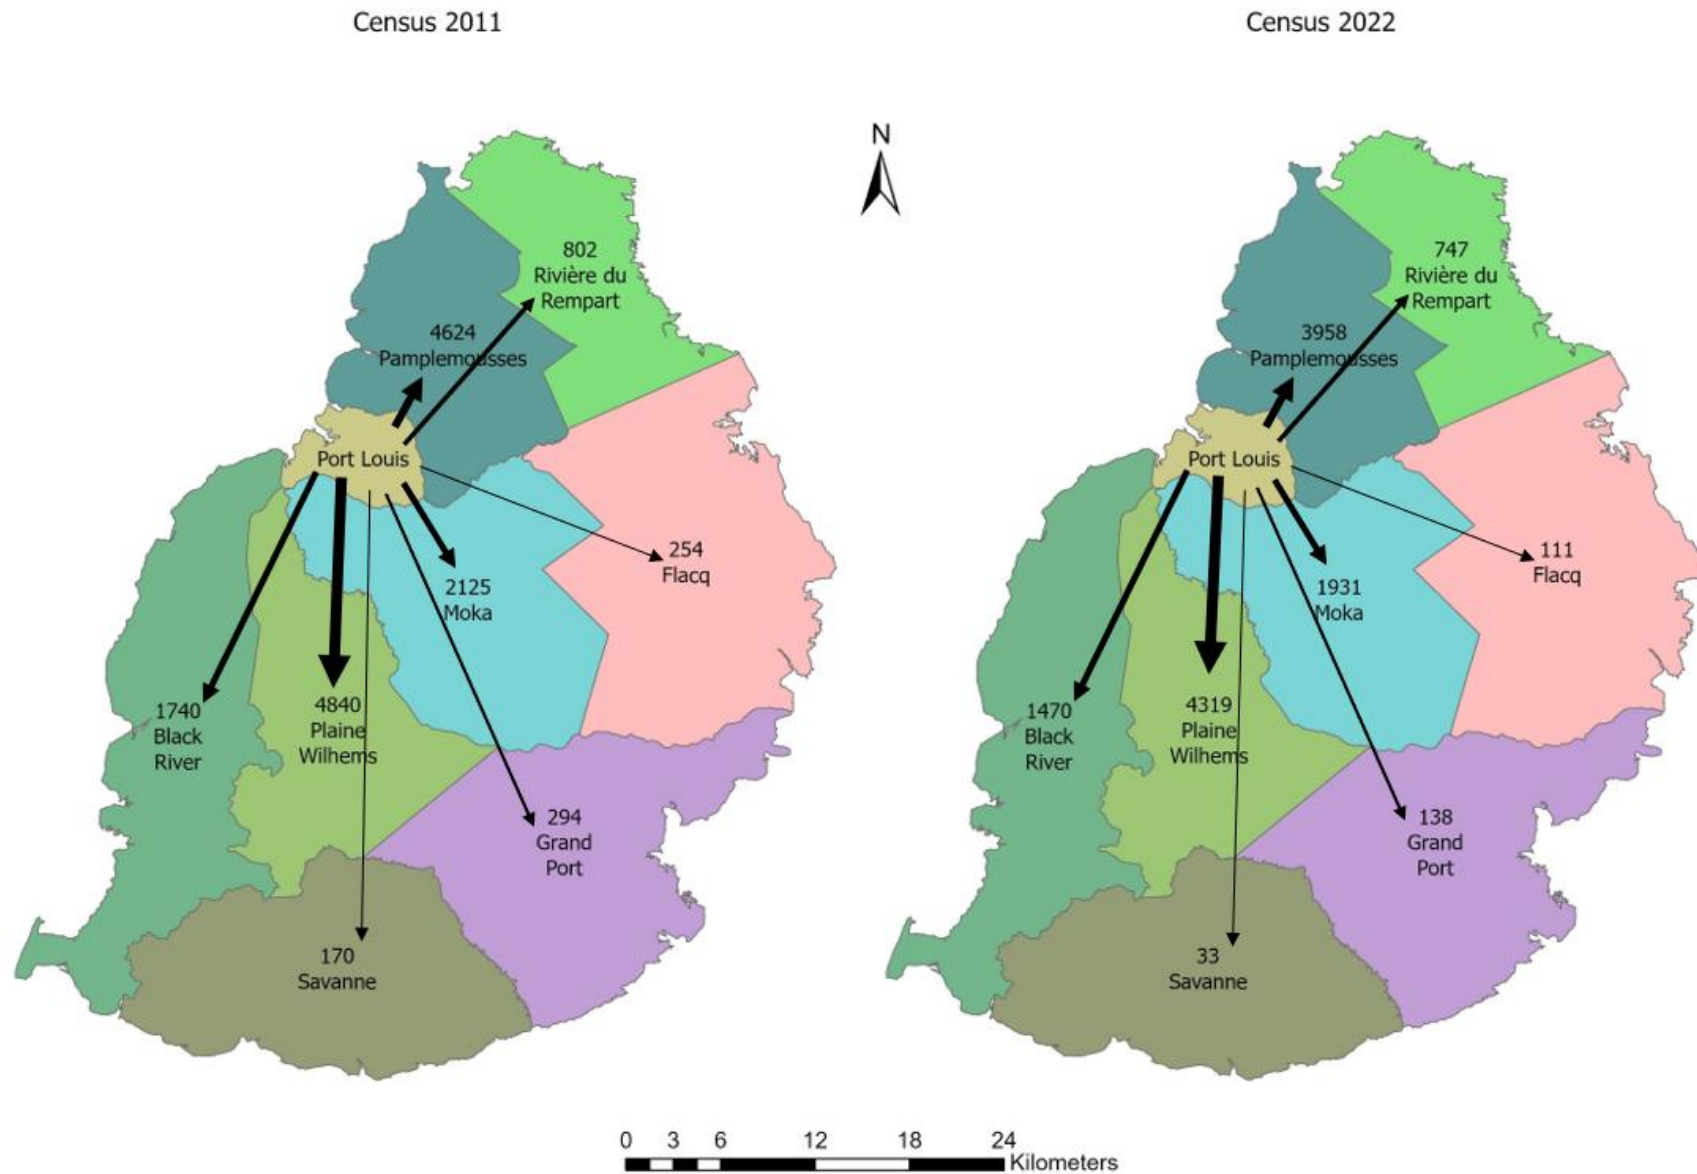 Census 2011
Census 2022
N
802
Rivière du
Rempart
4624
Pamplemousses
Port Louis
254
Flacq
2125
Moka
1740
Black
River
4840
Plaine
Wilhems
294
Grand
Port
170
Savanne
747
Rivière du
Rempart
3958
Pamplemousses
Port Louis
111
Flacq
1931
Moka
1470
Black
River
4319
Plaine
Wilhems
138
Grand
Port
33
Savanne
0 3 6 12 18 24
Kilometers